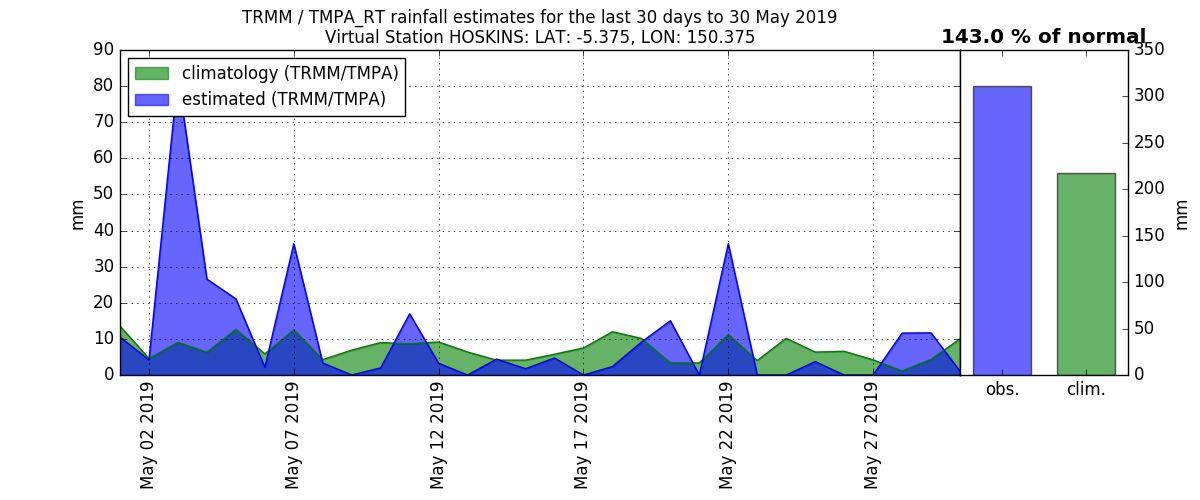 TRMM / TMPA_RT rainfall estimates for the last 30 days to 30 May 2019
Virtual Station HOSKINS: LAT: -5.375, LON: 150.375
143.0 % of normal
climatology (TRMM/TMPA)
estimated (TRMM/TMPA)
90
80
70
60
50
40
30
20
10
0
mm
May 02 2019
May 07 2019
May 12 2019
May 17 2019
May 22 2019
May 27 2019
obs.
clim.
350
300
250
200
150
100
50
0
mm